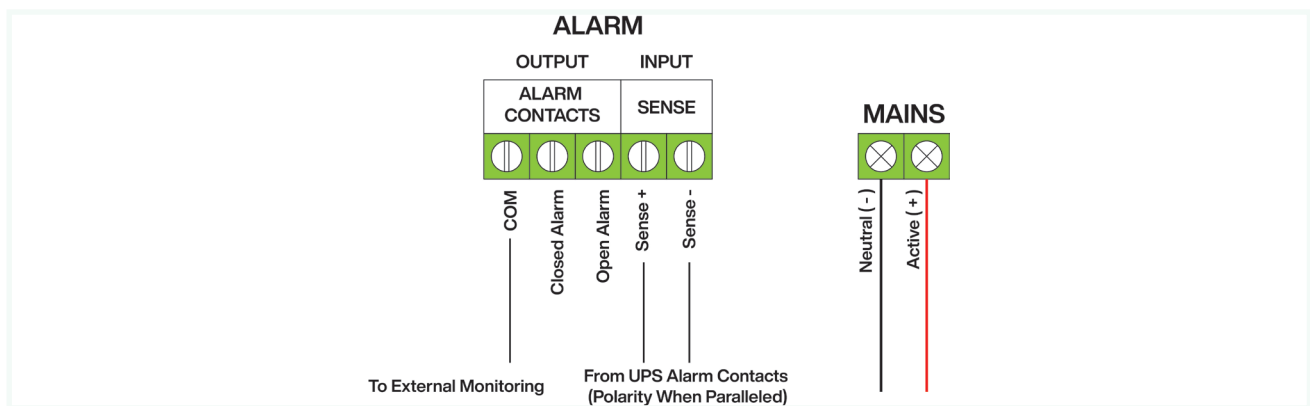 ALARM
OUTPUT
INPUT
ALARM
CONTACTS
SENSE
COM
Closed Alarm
Open Alarm
Sense +
Sense -
To External Monitoring
From UPS Alarm Contacts
(Polarity When Paralleled)
MAINS
Neutral ( - )
Active ( + )